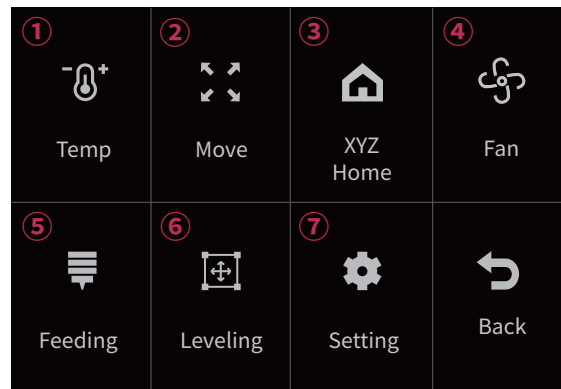 ① ② ③ ④
Temp Move XYZ Home Fan
⑤ ⑥ ⑦
Feeding Leveling Setting Back